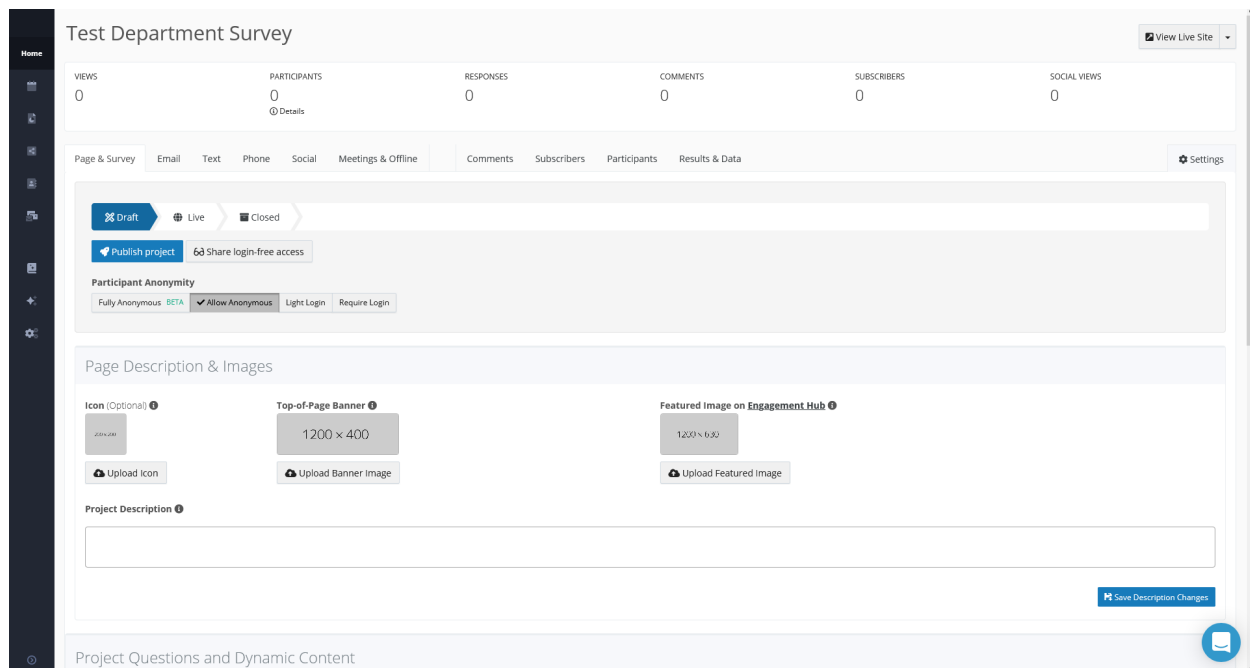 Test Department Survey
View Live Site
Home
VIEWS
0
PARTICIPANTS
0
Details
RESPONSES
0
COMMENTS
0
SUBSCRIBERS
0
SOCIAL VIEWS
0
Page & Survey Email Text Phone Social Meetings & Offline Comments Subscribers Participants Results & Data Settings
Draft Live Closed
Publish project Share login-free access
Participant Anonymity
Fully Anonymous BETA Allow Anonymous Light Login Require Login
Page Description & Images
Icon (Optional) Top-of-Page Banner Featured Image on Engagement Hub
200 x 200 1200 × 400 1200 × 630
Upload Icon Upload Banner Image Upload Featured Image
Project Description
Save Description Changes
Project Questions and Dynamic Content